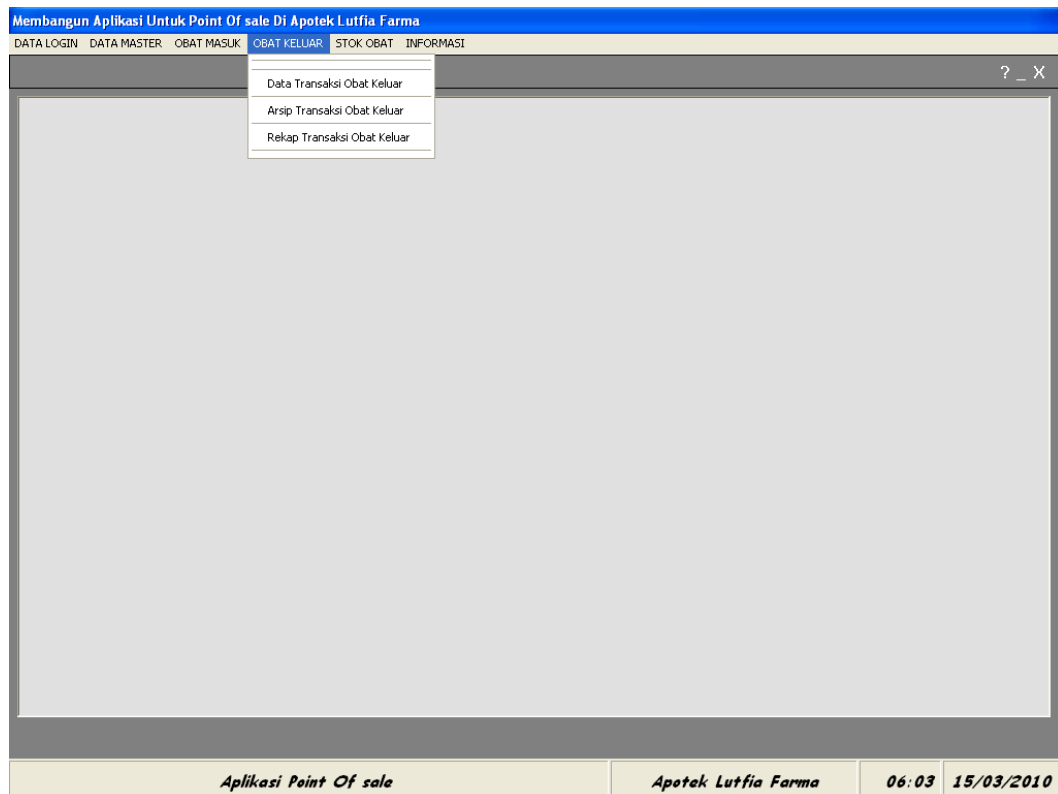 Membangun Aplikasi Untuk Point Of sale Di Apotek Lutfia Farma
DATA LOGIN DATA MASTER OBAT MASUK OBAT KELUAR STOK OBAT INFORMASI
? _ X
Data Transaksi Obat Keluar
Arsip Transaksi Obat Keluar
Rekap Transaksi Obat Keluar
Aplikasi Point Of sale Apotek Lutfia Farma 06:03 15/03/2010